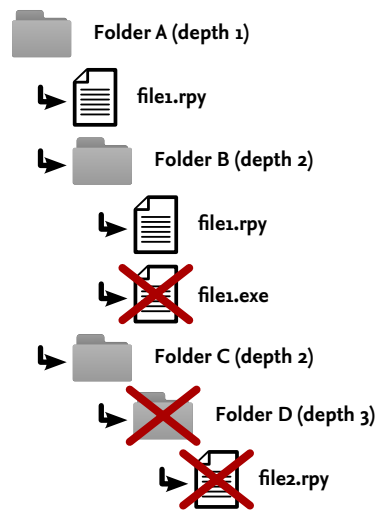 Folder A (depth 1)
file1.rpy
Folder B (depth 2)
file1.rpy
file1.exe
Folder C (depth 2)
Folder D (depth 3)
file2.rpy